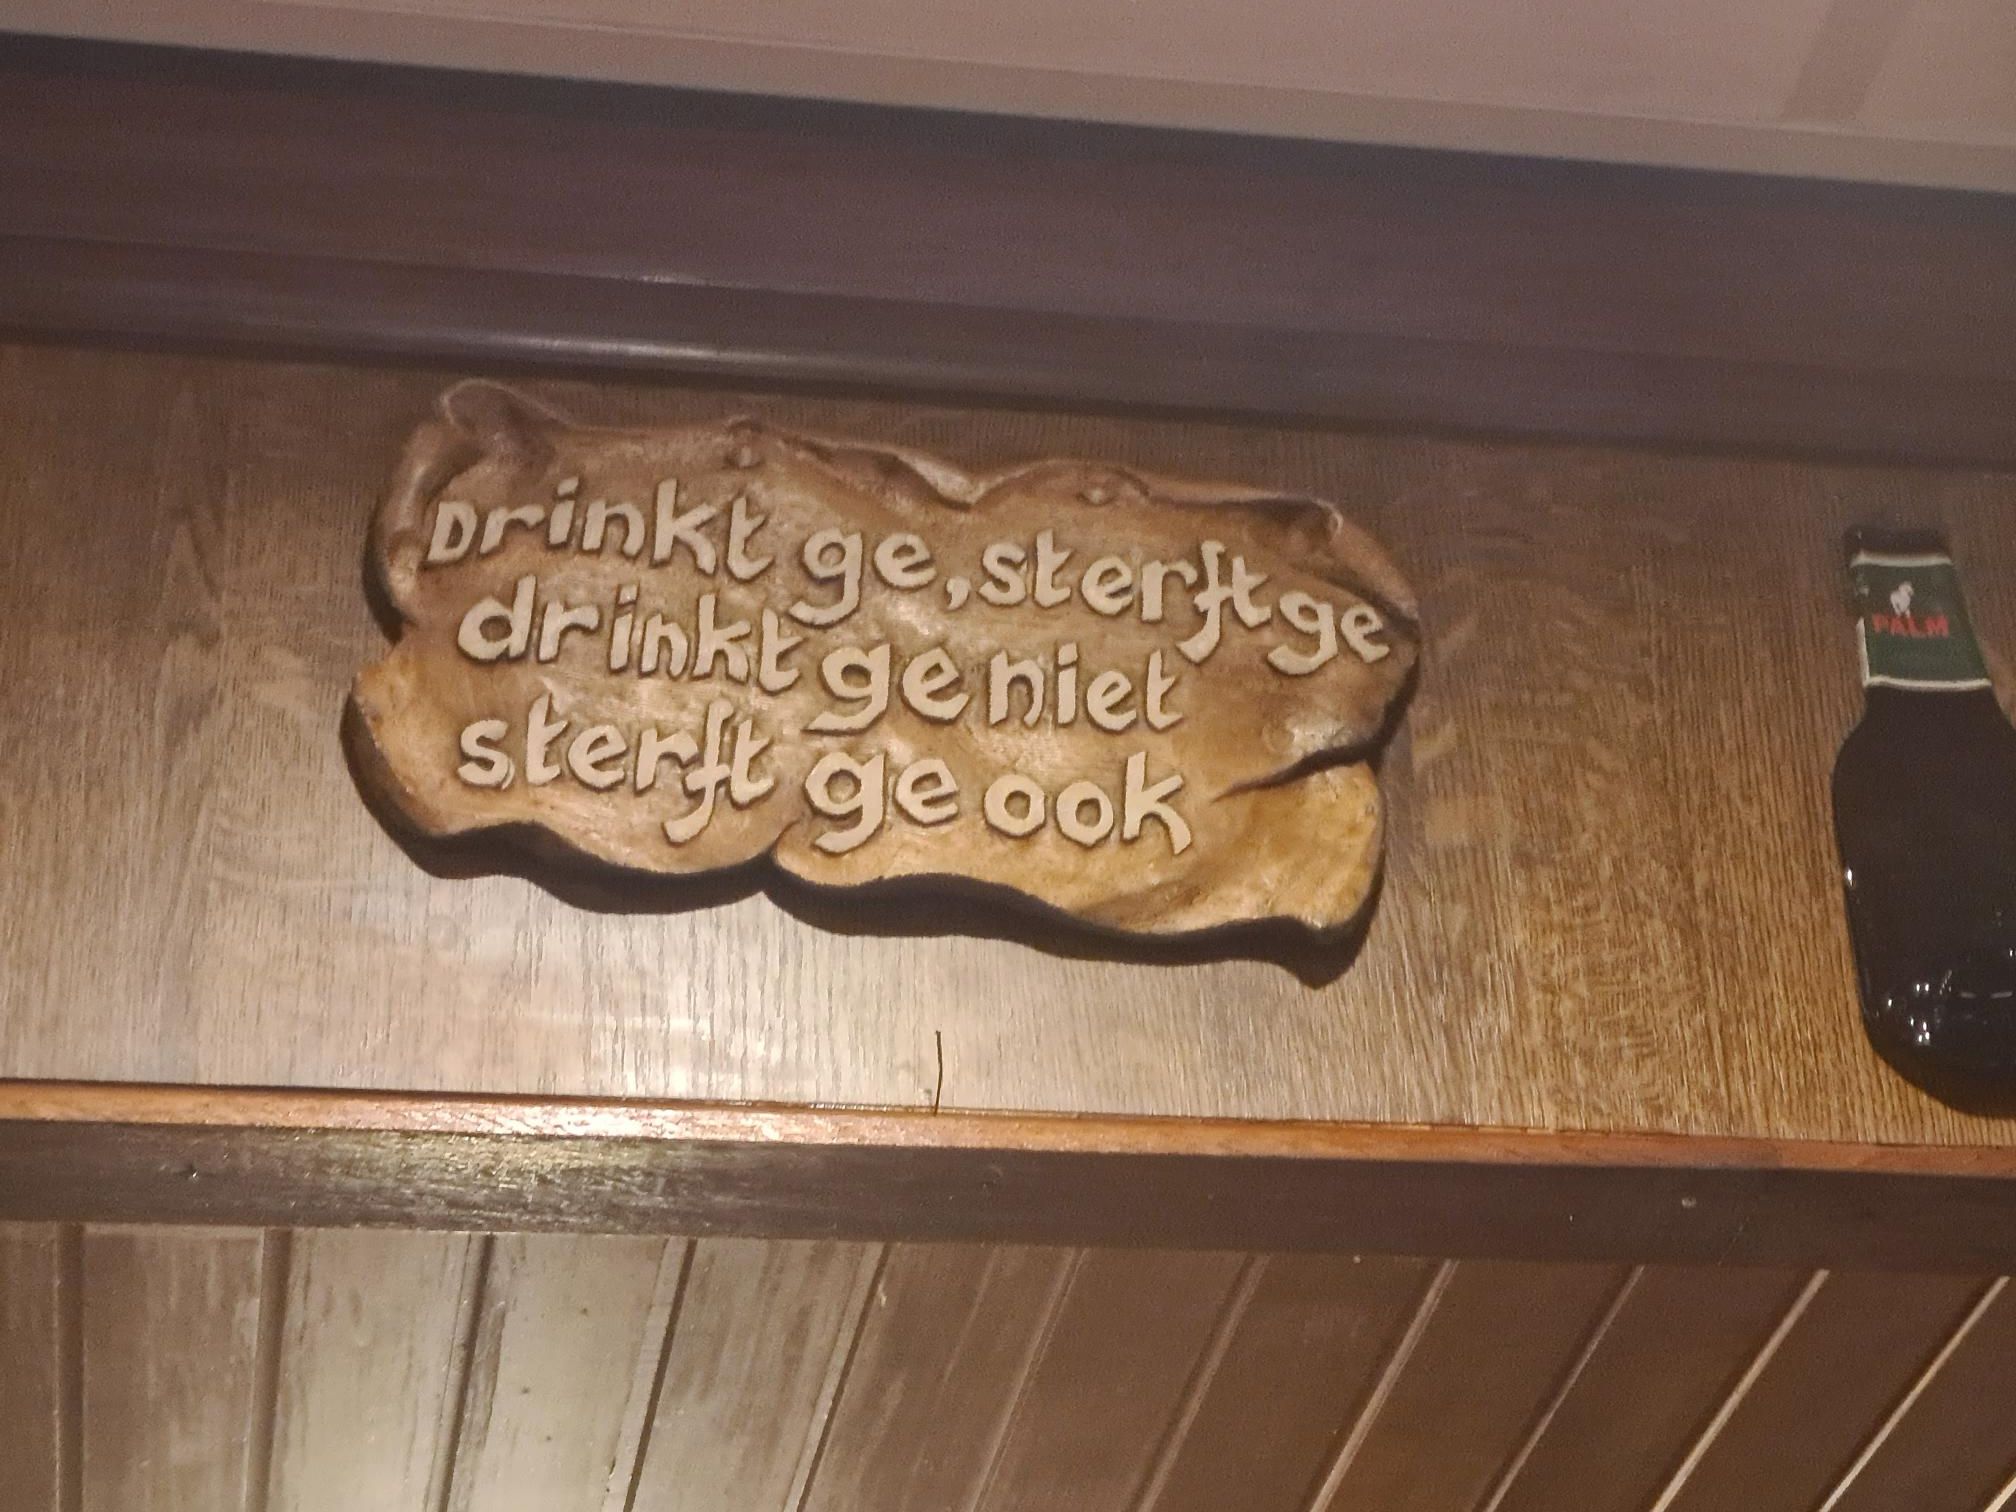 Drinkt ge, sterft ge
drinkt ge niet
sterft ge ook
PALM